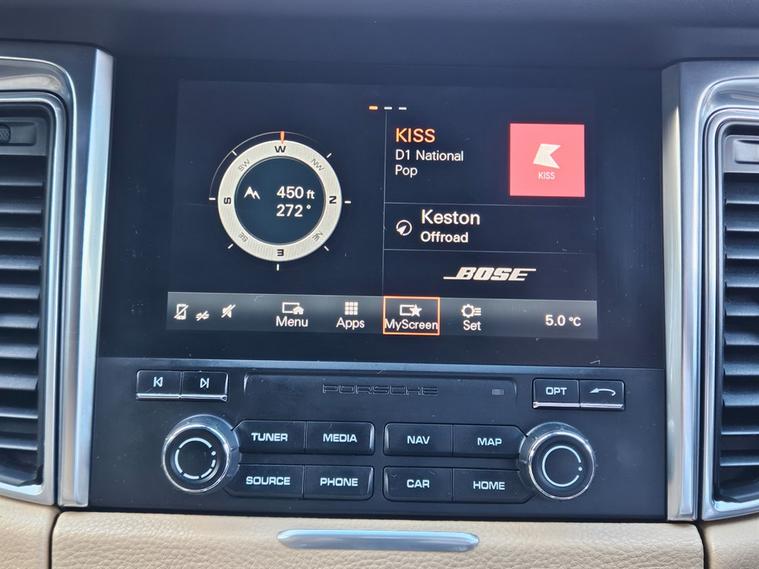 W
NW
N
NE
E
S
SW
450 ft
272 °
KISS
D1 National
Pop
KISS
Keston
Offroad
BOSE
Menu
Apps
MyScreen
Set
5.0 °C
PORSCHE
OPT
TUNER
MEDIA
NAV
MAP
SOURCE
PHONE
CAR
HOME